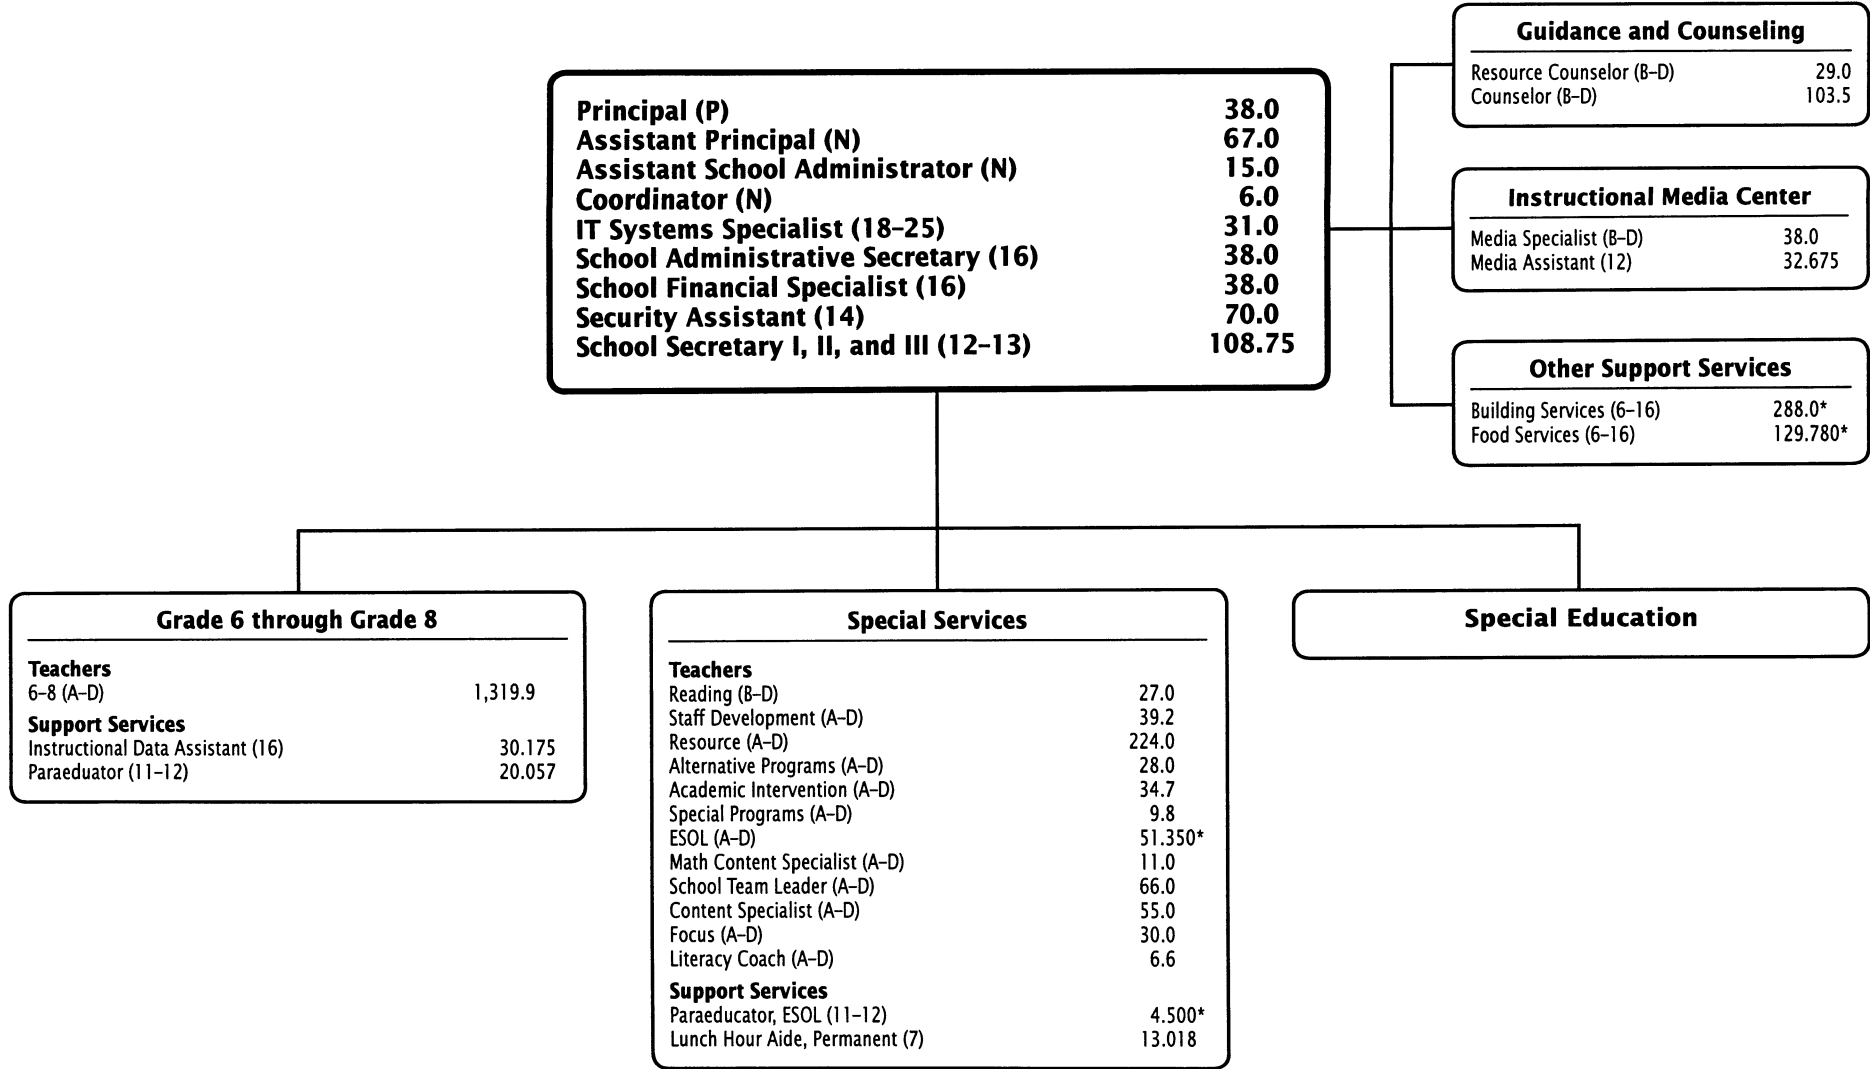 Guidance and Counseling
Resource Counselor (B–D) 29.0
Counselor (B–D) 103.5
Principal (P) 38.0
Assistant Principal (N) 67.0
Assistant School Administrator (N) 15.0
Coordinator (N) 6.0
IT Systems Specialist (18–25) 31.0
School Administrative Secretary (16) 38.0
School Financial Specialist (16) 38.0
Security Assistant (14) 70.0
School Secretary I, II, and III (12–13) 108.75
Instructional Media Center
Media Specialist (B–D) 38.0
Media Assistant (12) 32.675
Other Support Services
Building Services (6–16) 288.0*
Food Services (6–16) 129.780*
Grade 6 through Grade 8
Teachers
6–8 (A–D) 1,319.9
Support Services
Instructional Data Assistant (16) 30.175
Paraeduator (11–12) 20.057
Special Services
Teachers
Reading (B–D) 27.0
Staff Development (A–D) 39.2
Resource (A–D) 224.0
Alternative Programs (A–D) 28.0
Academic Intervention (A–D) 34.7
Special Programs (A–D) 9.8
ESOL (A–D) 51.350*
Math Content Specialist (A–D) 11.0
School Team Leader (A–D) 66.0
Content Specialist (A–D) 55.0
Focus (A–D) 30.0
Literacy Coach (A–D) 6.6
Support Services
Paraeducator, ESOL (11–12) 4.500*
Lunch Hour Aide, Permanent (7) 13.018
Special Education